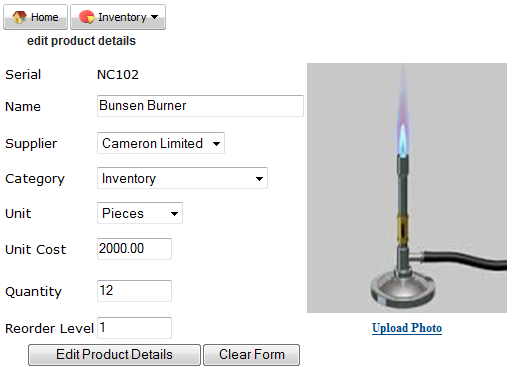 Home Inventory
edit product details
Serial NC102
Name Bunsen Burner
Supplier Cameron Limited
Category Inventory
Unit Pieces
Unit Cost 2000.00
Quantity 12
Reorder Level 1
Upload Photo
Edit Product Details Clear Form